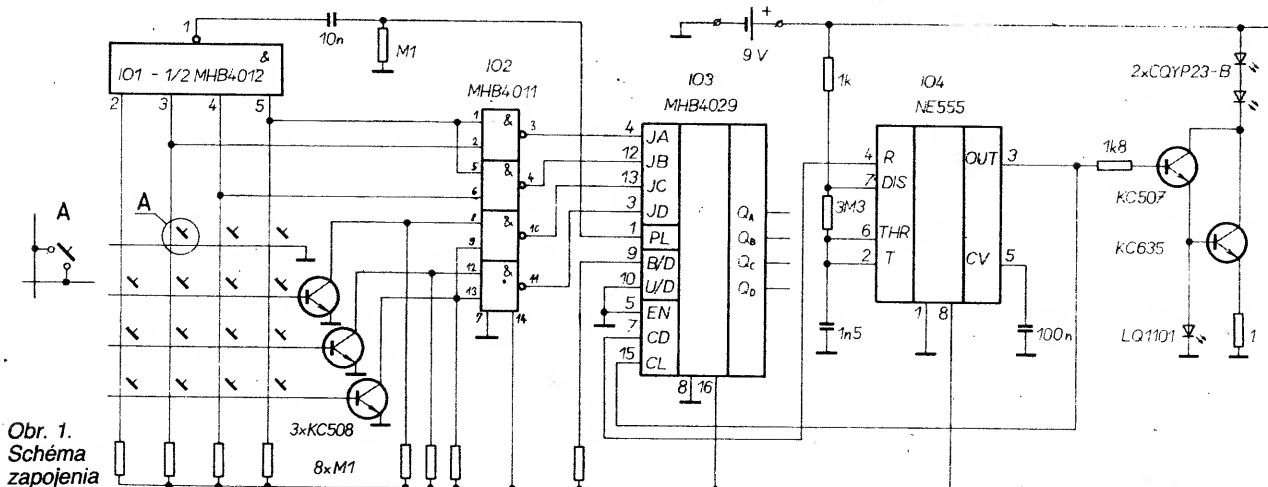 1
10n
M1
&
IO1 - 1/2 MHB4012
2 3 4 5
A
A
3xKC508
8xM1
Obr. 1.
Schéma
zapojenia
IO2
MHB4011
1 & 3
2
5 & 4
6
8 & 10
9
12 & 11
13
7 14
9 V
+
IO3
MHB4029
4 JA
12 JB
13 JC
3 JD
1 PL
9 B/D
10 U/D
5 EN
7 CD
15 CL
QA
QB
QC
QD
8 16
1k
3M3
1n5
IO4
NE555
4 R OUT 3
7 DIS
6 THR
2 T CV 5
1 8
100n
1k8
2xCQYP23-B
KC507
KC635
LQ1101
1